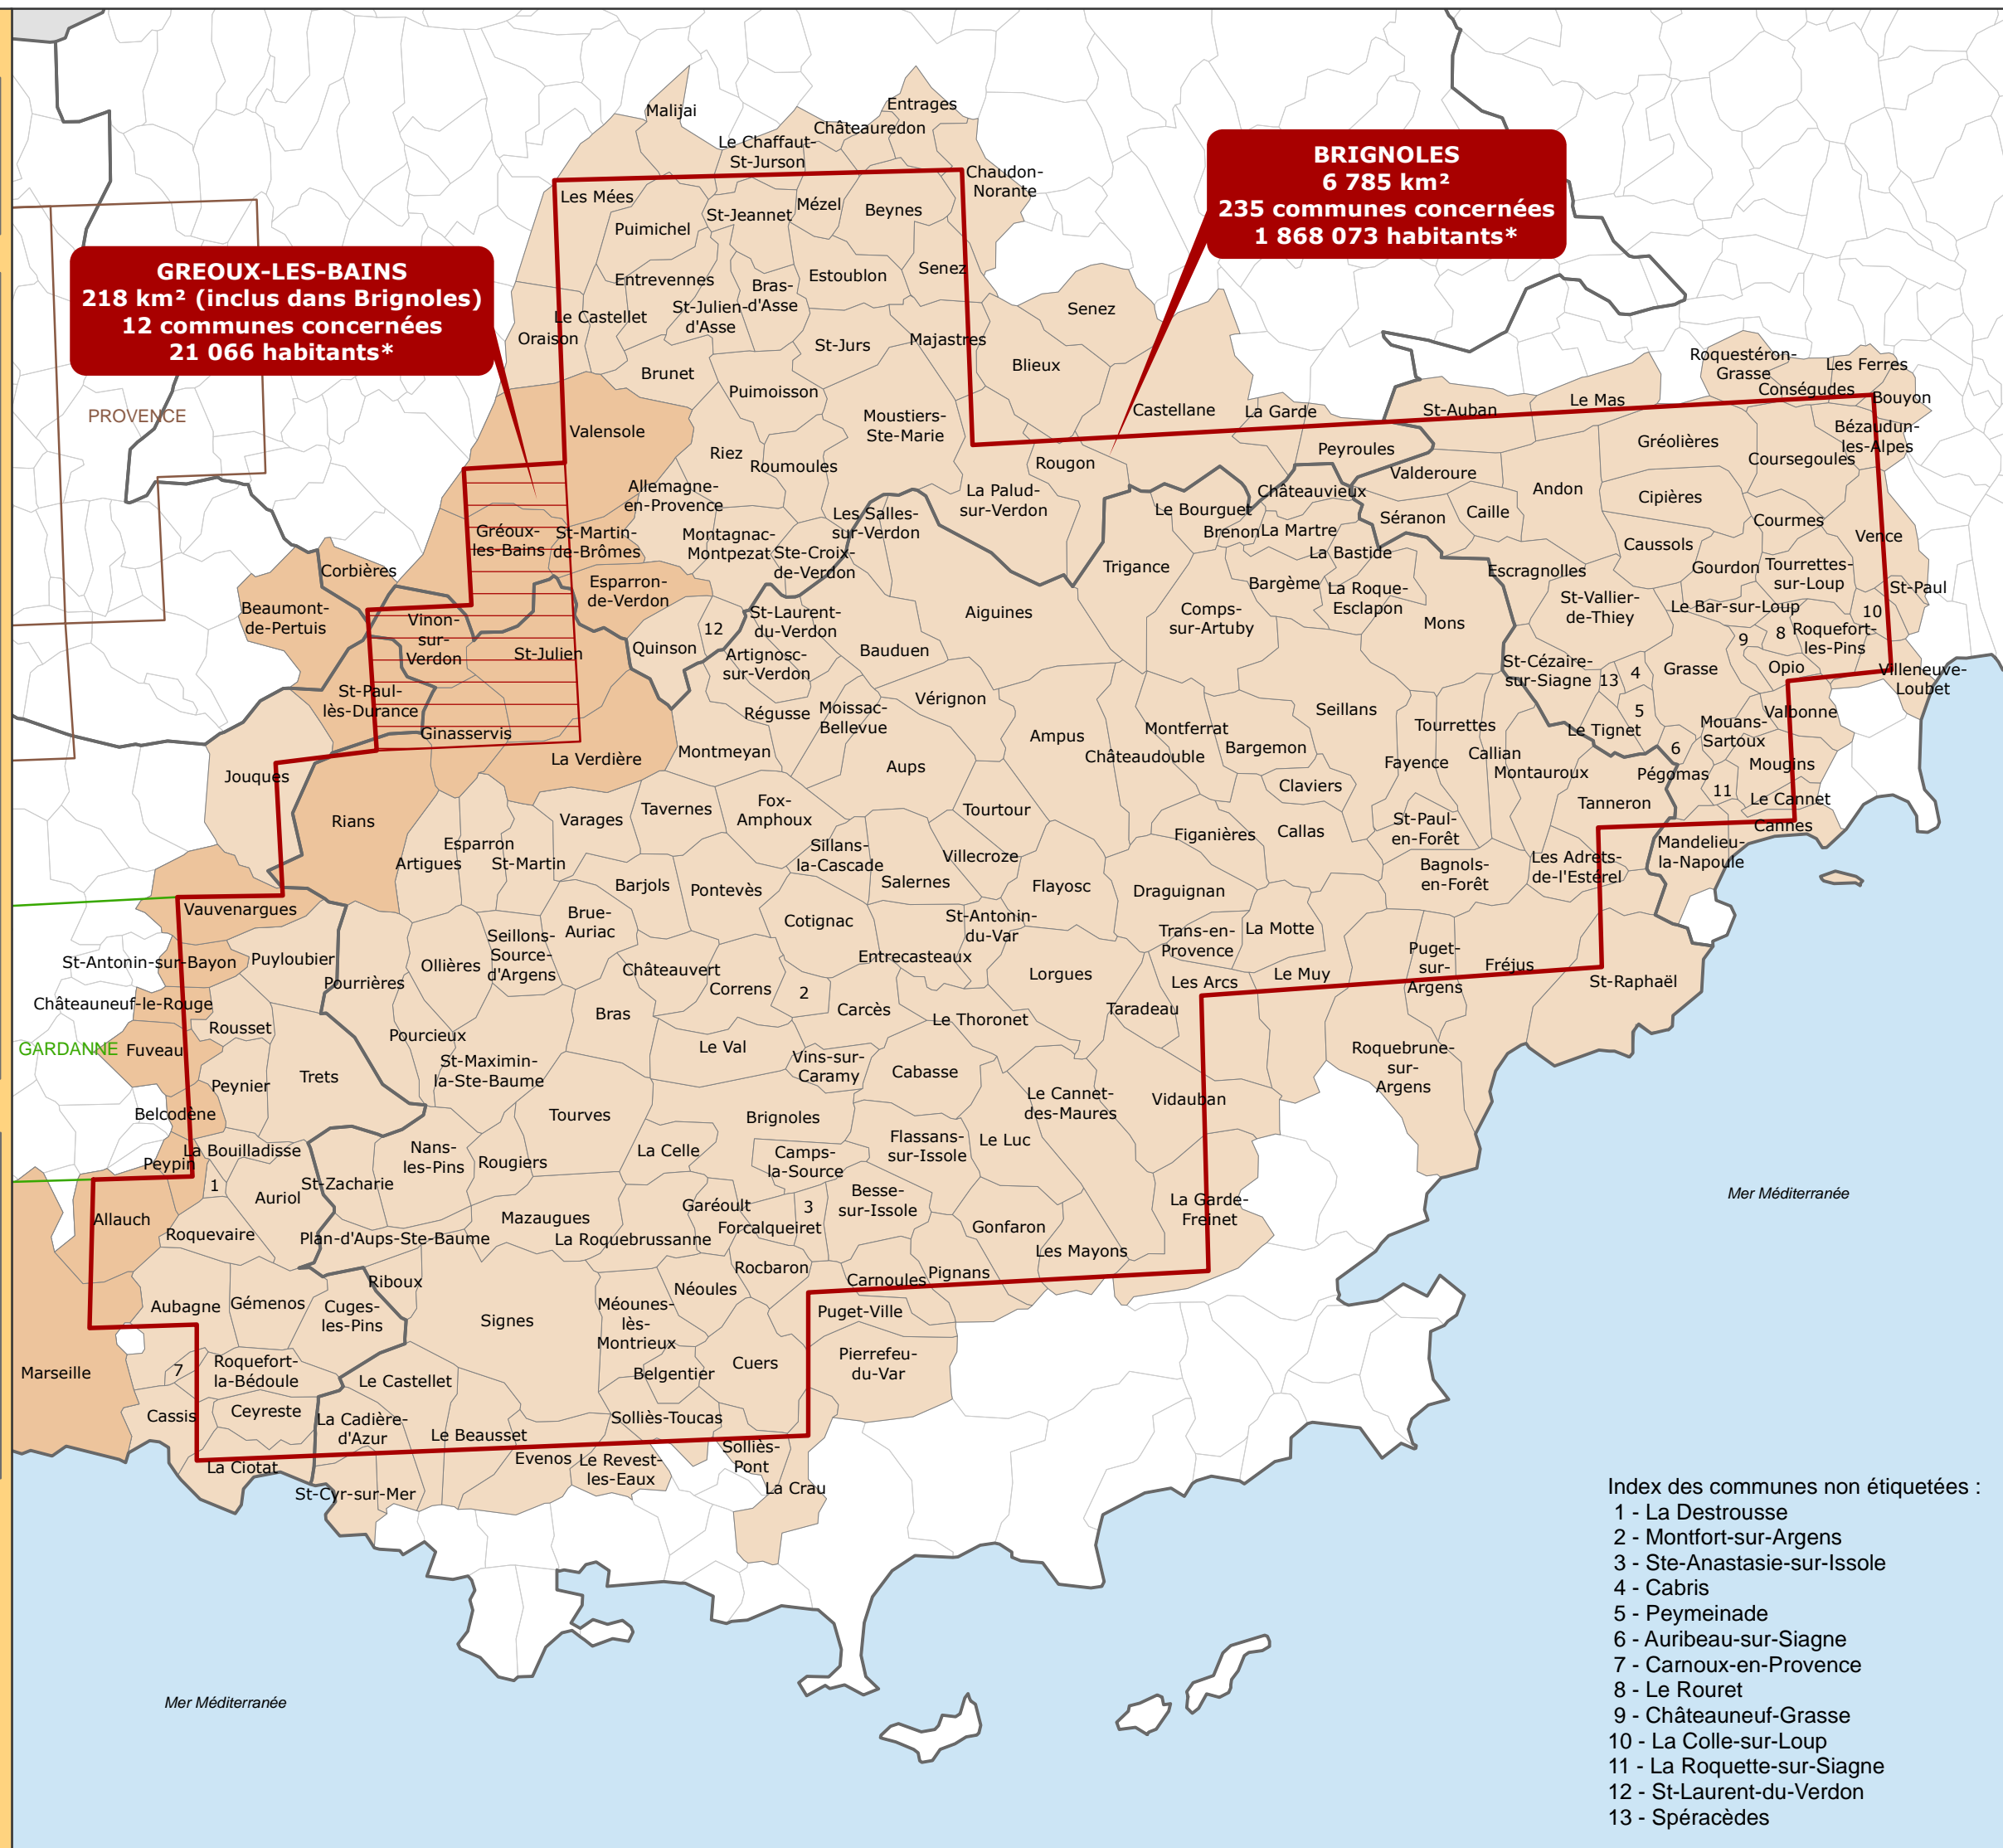 Entrages
Malijai
Châteauredon
Le Chaffaut-
St-Jurson
BRIGNOLES
6 785 km²
235 communes concernées
1 868 073 habitants*
Chaudon-
Norante
Les Mées
Mézel
Beynes
St-Jeannet
Puimichel
GREOUX-LES-BAINS
218 km² (inclus dans Brignoles)
12 communes concernées
21 066 habitants*
Entrevennes
Bras-
d'Asse
Estoublon
Senez
St-Julien-
d'Asse
Le Castellet
Oraison
Senez
St-Jurs
Majastres
Blieux
Brunet
Puimoisson
PROVENCE
Moustiers-
Ste-Marie
Castellane
La Garde
St-Auban
Le Mas
Roquestéron-
Grasse
Les Ferres
Conségudes
Bouyon
Bézaudun-
les-Alpes
Valensole
Riez
Roumoules
Rougon
Peyroules
Gréolières
Coursegoules
Valderoure
Andon
Cipières
Allemagne-
en-Provence
La Palud-
sur-Verdon
Châteauvieux
Le Bourguet
Brenon
La Martre
Séranon
Caille
Courmes
Vence
Gréoux-
les-Bains
St-Martin-
de-Brômes
Montagnac-
Montpezat
Les Salles-
sur-Verdon
Ste-Croix-
de-Verdon
La Bastide
Caussols
Corbières
Trigance
Bargème
Escragnolles
Gourdon
Tourrettes-
sur-Loup
St-Paul
Esparron-
de-Verdon
Beaumont-
de-Pertuis
La Roque-
Esclapon
St-Vallier-
de-Thiey
Le Bar-sur-Loup
10
Vinon-
sur-
Verdon
12
St-Laurent-
du-Verdon
Aiguines
Comps-
sur-Artuby
Mons
9
8
Roquefort-
les-Pins
Quinson
St-Julien
Artignosc-
sur-Verdon
Bauduen
St-Cézaire-
sur-Siagne
13
4
Grasse
Opio
Villeneuve-
Loubet
St-Paul-
lès-Durance
Vérignon
Régusse
Moissac-
Bellevue
Seillans
5
Valbonne
Ginasservis
Montmeyan
Ampus
Montferrat
Châteaudouble
Bargemon
Tourrettes
Le Tignet
Mouans-
Sartoux
6
La Verdière
Aups
Fayence
Callian
Montauroux
Pégomas
Mougins
Jouques
Claviers
11
Le Cannet
Tanneron
Cannes
Rians
Varages
Tavernes
Fox-
Amphoux
Tourtour
St-Paul-
en-Forêt
Figanières
Callas
Mandelieu-
la-Napoule
Artigues
Esparron
St-Martin
Sillans-
la-Cascade
Villecroze
Les Adrets-
de-l'Estérel
Bagnols-
en-Forêt
Barjols
Pontevès
Salernes
Flayosc
Draguignan
Vauvenargues
Brue-
Auriac
Cotignac
St-Antonin-
du-Var
Trans-en-
Provence
La Motte
St-Antonin-sur-Bayon
Puyloubier
Ollières
Seillons-
Source-
d'Argens
Entrecasteaux
Puget-
sur-
Argens
Fréjus
St-Raphaël
Pourrières
Châteauvert
Correns
2
Lorgues
Les Arcs
Le Muy
Châteauneuf-le-Rouge
Rousset
Bras
Carcès
Le Thoronet
Taradeau
GARDANNE
Fuveau
Pourcieux
Le Val
Roquebrune-
sur-
Argens
Trets
St-Maximin-
la-Ste-Baume
Vins-sur-
Caramy
Cabasse
Peynier
Le Cannet-
des-Maures
Vidauban
Belcodène
Tourves
Brignoles
Peypin
La Bouilladisse
Nans-
les-Pins
Rougiers
La Celle
Camps-
la-Source
Flassans-
sur-Issole
Le Luc
1
Auriol
St-Zacharie
Besse-
sur-Issole
La Garde-
Freinet
Mer Méditerranée
Allauch
Roquevaire
Plan-d'Aups-Ste-Baume
Mazaugues
La Roquebrussanne
Garéoult
Forcalqueiret
3
Gonfaron
Les Mayons
Riboux
Rocbaron
Carnoules
Pignans
Néoules
Aubagne
Gémenos
Cuges-
les-Pins
Signes
Méounes-
lès-
Montrieux
Puget-Ville
Marseille
7
Roquefort-
la-Bédoule
Le Castellet
Belgentier
Cuers
Pierrefeu-
du-Var
Cassis
Ceyreste
La Cadière-
d'Azur
Le Beausset
Solliès-Toucas
La Ciotat
Evenos
Le Revest-
les-Eaux
Solliès-
Pont
La Crau
St-Cyr-sur-Mer
Mer Méditerranée
Index des communes non étiquetées :
1 - La Destrousse
2 - Montfort-sur-Argens
3 - Ste-Anastasie-sur-Issole
4 - Cabris
5 - Peymeinade
6 - Auribeau-sur-Siagne
7 - Carnoux-en-Provence
8 - Le Rouret
9 - Châteauneuf-Grasse
10 - La Colle-sur-Loup
11 - La Roquette-sur-Siagne
12 - St-Laurent-du-Verdon
13 - Spéracèdes